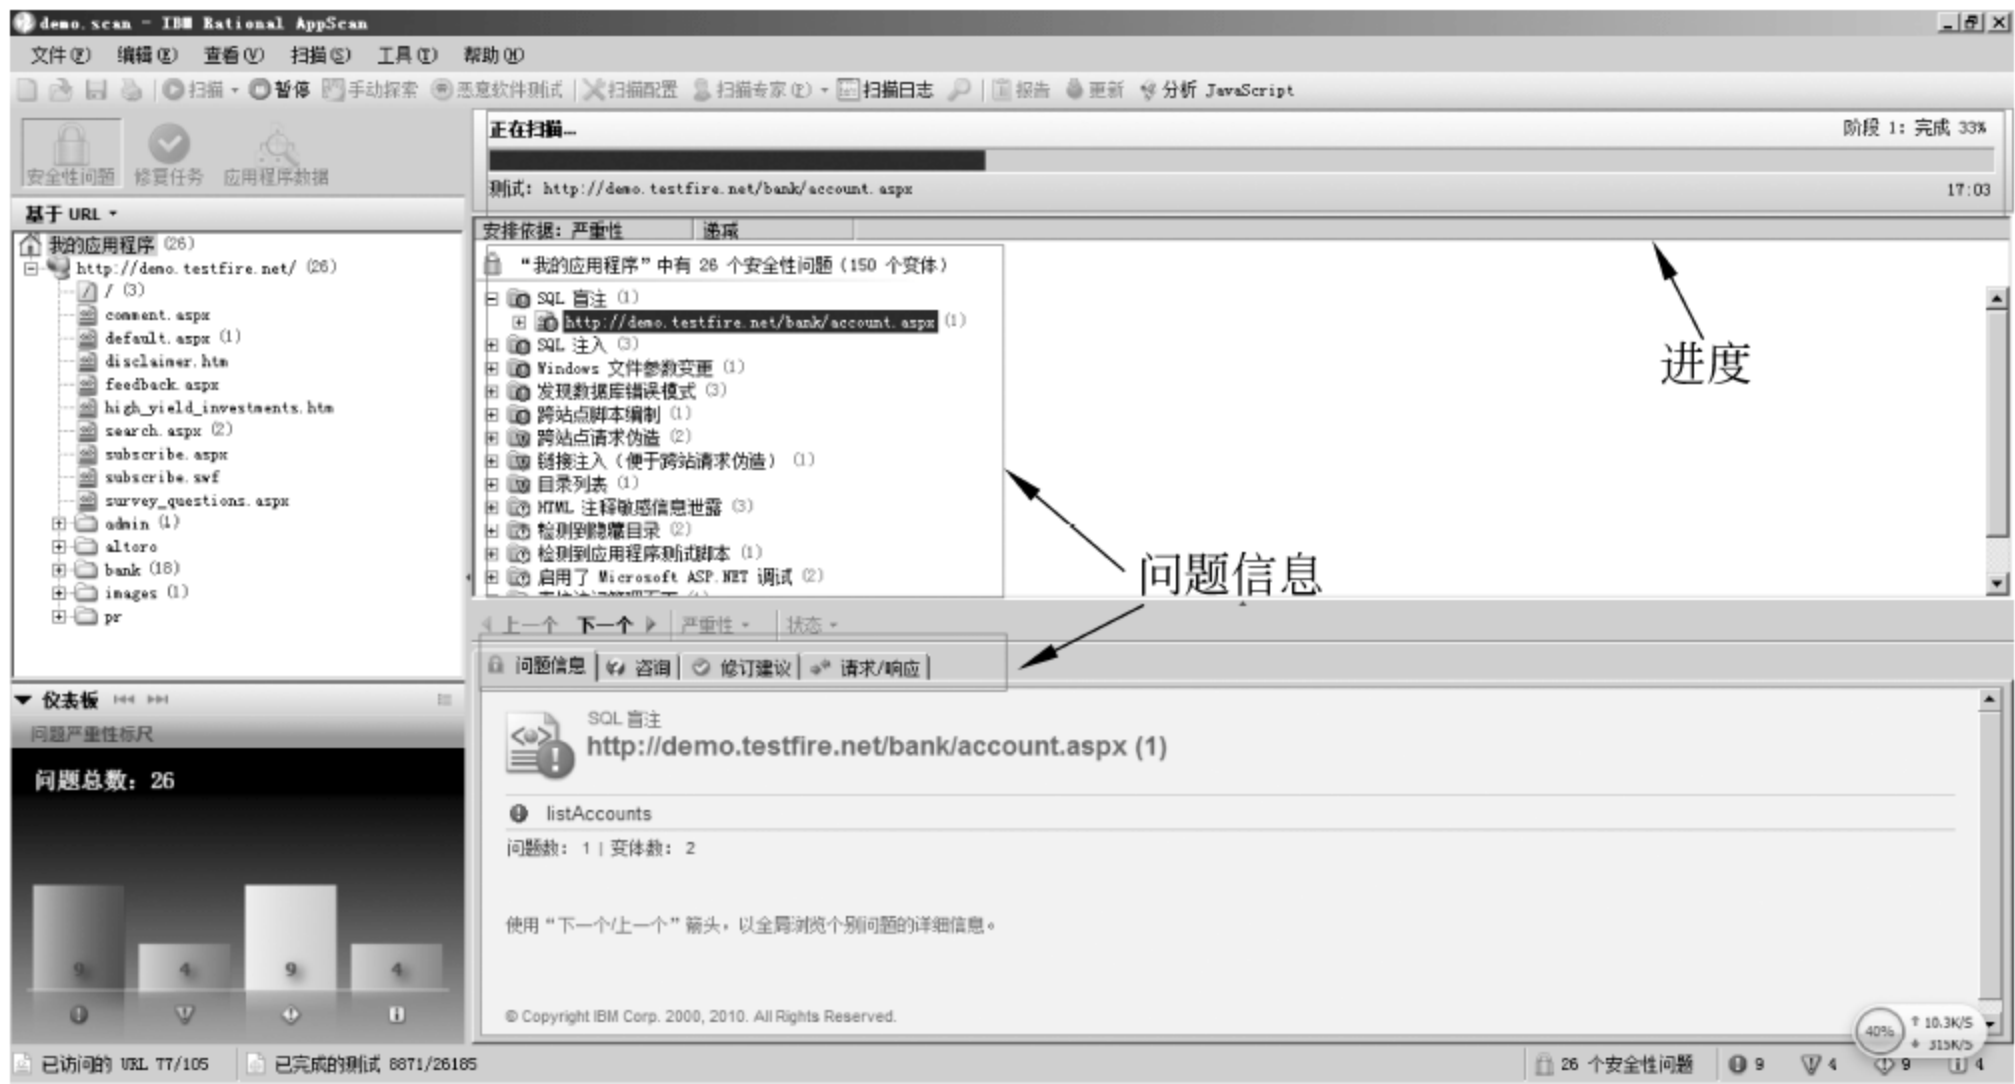 demo.scan - IBM Rational AppScan
文件(F) 编辑(E) 查看(V) 扫描(S) 工具(T) 帮助(H)
扫描 暂停 手动探索 恶意软件测试 扫描配置 扫描专家(E) 扫描日志 报告 更新 分析 JavaScript
安全性问题 修复任务 应用程序数据
基于 URL
我的应用程序 (26)
http://demo.testfire.net/ (26)
/ (3)
comment.aspx
default.aspx (1)
disclaimer.htm
feedback.aspx
high_yield_investments.htm
search.aspx (2)
subscribe.aspx
subscribe.swf
survey_questions.aspx
admin (1)
altoro
bank (18)
images (1)
pr
仪表板
问题严重性标尺
问题总数：26
9 4 9 4
正在扫描...
阶段 1: 完成 33%
测试: http://demo.testfire.net/bank/account.aspx
17:03
安排依据: 严重性 递减
“我的应用程序”中有 26 个安全性问题 (150 个变体)
SQL 盲注 (1)
http://demo.testfire.net/bank/account.aspx (1)
SQL 注入 (3)
Windows 文件参数变更 (1)
发现数据库错误模式 (3)
跨站点脚本编制 (1)
跨站点请求伪造 (2)
链接注入（便于跨站请求伪造） (1)
目录列表 (1)
HTML 注释敏感信息泄露 (3)
检测到隐藏目录 (2)
检测到应用程序测试脚本 (1)
启用了 Microsoft ASP.NET 调试 (2)
进度
问题信息
上一个 下一个 严重性 状态
问题信息 咨询 修订建议 请求/响应
SQL 盲注
http://demo.testfire.net/bank/account.aspx (1)
listAccounts
问题数: 1 | 变体数: 2
使用“下一个/上一个”箭头，以全局浏览个别问题的详细信息。
© Copyright IBM Corp. 2000, 2010. All Rights Reserved.
40% 10.3K/S
315K/S
已访问的 URL 77/105 已完成的测试 8871/26185 26 个安全性问题 9 4 9 4